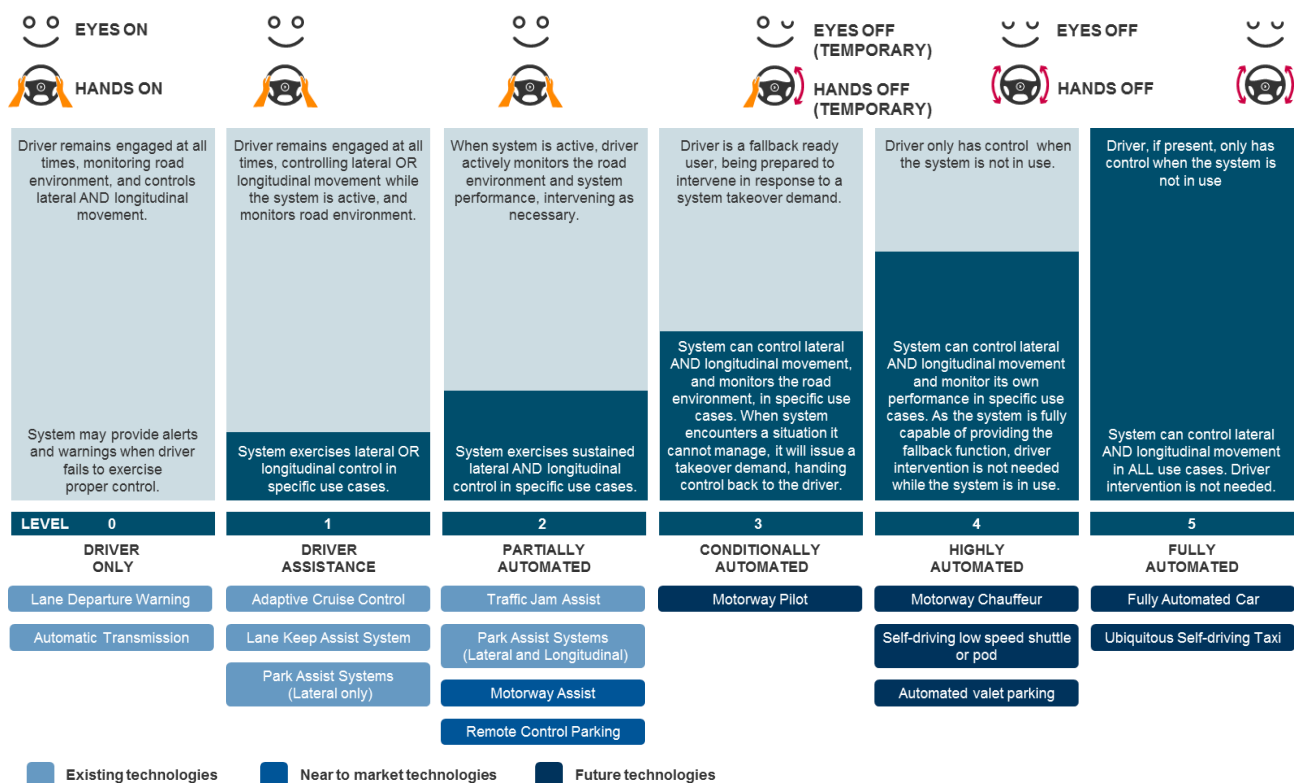 EYES ON
HANDS ON
EYES OFF
(TEMPORARY)
HANDS OFF
(TEMPORARY)
EYES OFF
HANDS OFF
Driver remains engaged at all
times, monitoring road
environment, and controls
lateral AND longitudinal
movement.
System may provide alerts
and warnings when driver
fails to exercise
proper control.
Driver remains engaged at all
times, controlling lateral OR
longitudinal movement while
the system is active, and
monitors road environment.
System exercises lateral OR
longitudinal control in
specific use cases.
When system is active, driver
actively monitors the road
environment and system
performance, intervening as
necessary.
System exercises sustained
lateral AND longitudinal
control in specific use cases.
Driver is a fallback ready
user, being prepared to
intervene in response to a
system takeover demand.
System can control lateral
AND longitudinal movement,
and monitors the road
environment, in specific use
cases. When system
encounters a situation it
cannot manage, it will issue a
takeover demand, handing
control back to the driver.
Driver only has control when
the system is not in use.
System can control lateral
AND longitudinal movement
and monitor its own
performance in specific use
cases. As the system is fully
capable of providing the
fallback function, driver
intervention is not needed
while the system is in use.
Driver, if present, only has
control when the system is
not in use
System can control lateral
AND longitudinal movement
in ALL use cases. Driver
intervention is not needed.
LEVEL 0 1 2 3 4 5
DRIVER
ONLY
Lane Departure Warning
Automatic Transmission
DRIVER
ASSISTANCE
Adaptive Cruise Control
Lane Keep Assist System
Park Assist Systems
(Lateral only)
PARTIALLY
AUTOMATED
Traffic Jam Assist
Park Assist Systems
(Lateral and Longitudinal)
Motorway Assist
Remote Control Parking
CONDITIONALLY
AUTOMATED
Motorway Pilot
HIGHLY
AUTOMATED
Motorway Chauffeur
Self-driving low speed shuttle
or pod
Automated valet parking
FULLY
AUTOMATED
Fully Automated Car
Ubiquitous Self-driving Taxi
Existing technologies
Near to market technologies
Future technologies